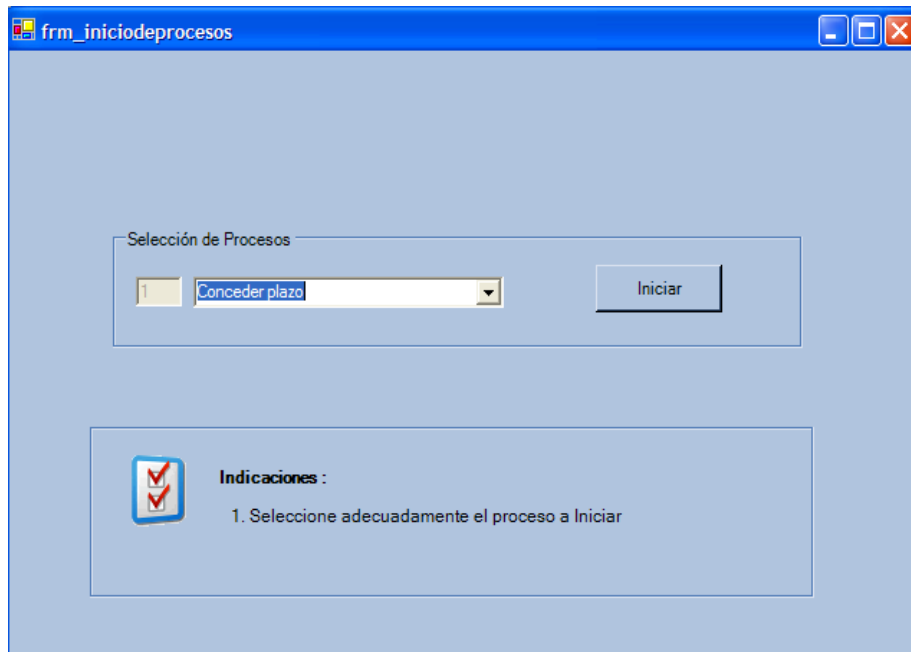 frm_iniciodeprocesos
Selección de Procesos
1 Conceder plazo Iniciar
Indicaciones :
1. Seleccione adecuadamente el proceso a Iniciar